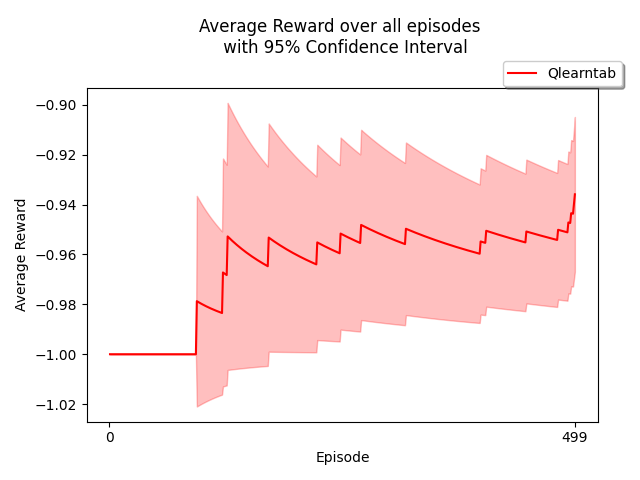 Average Reward over all episodes
with 95% Confidence Interval
Qlearntab
−0.90
−0.92
−0.94
−0.96
−0.98
−1.00
−1.02
Average Reward
0
499
Episode